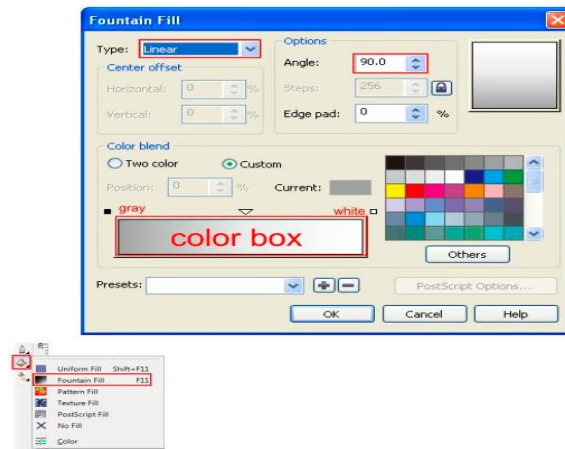 Fountain Fill
Type: Linear
Options
Angle: 90.0
Center offset
Horizontal: 0 %
Steps: 256
Vertical: 0 %
Edge pad: 0 %
Color blend
Two color Custom
Position: 0 % Current:
gray white
color box
Others
Presets: PostScript Options...
OK Cancel Help
Uniform Fill Shift+F11
Fountain Fill F11
Pattern Fill
Texture Fill
PostScript Fill
No Fill
Color